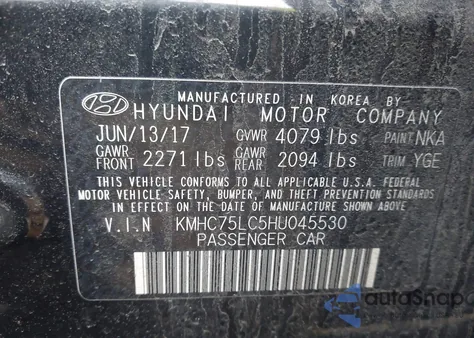 MANUFACTURED IN KOREA BY
HYUNDAI MOTOR COMPANY
JUN/13/17 GVWR 4079 lbs PAINT NKA
GAWR FRONT 2271 lbs GAWR REAR 2094 lbs TRIM YGE
THIS VEHICLE CONFORMS TO ALL APPLICABLE U.S.A. FEDERAL
MOTOR VEHICLE SAFETY, BUMPER, AND THEFT PREVENTION STANDARDS
IN EFFECT ON THE DATE OF MANUFACTURE SHOWN ABOVE.
V.I.N KMHC75LC5HU045530
PASSENGER CAR
autoSnap